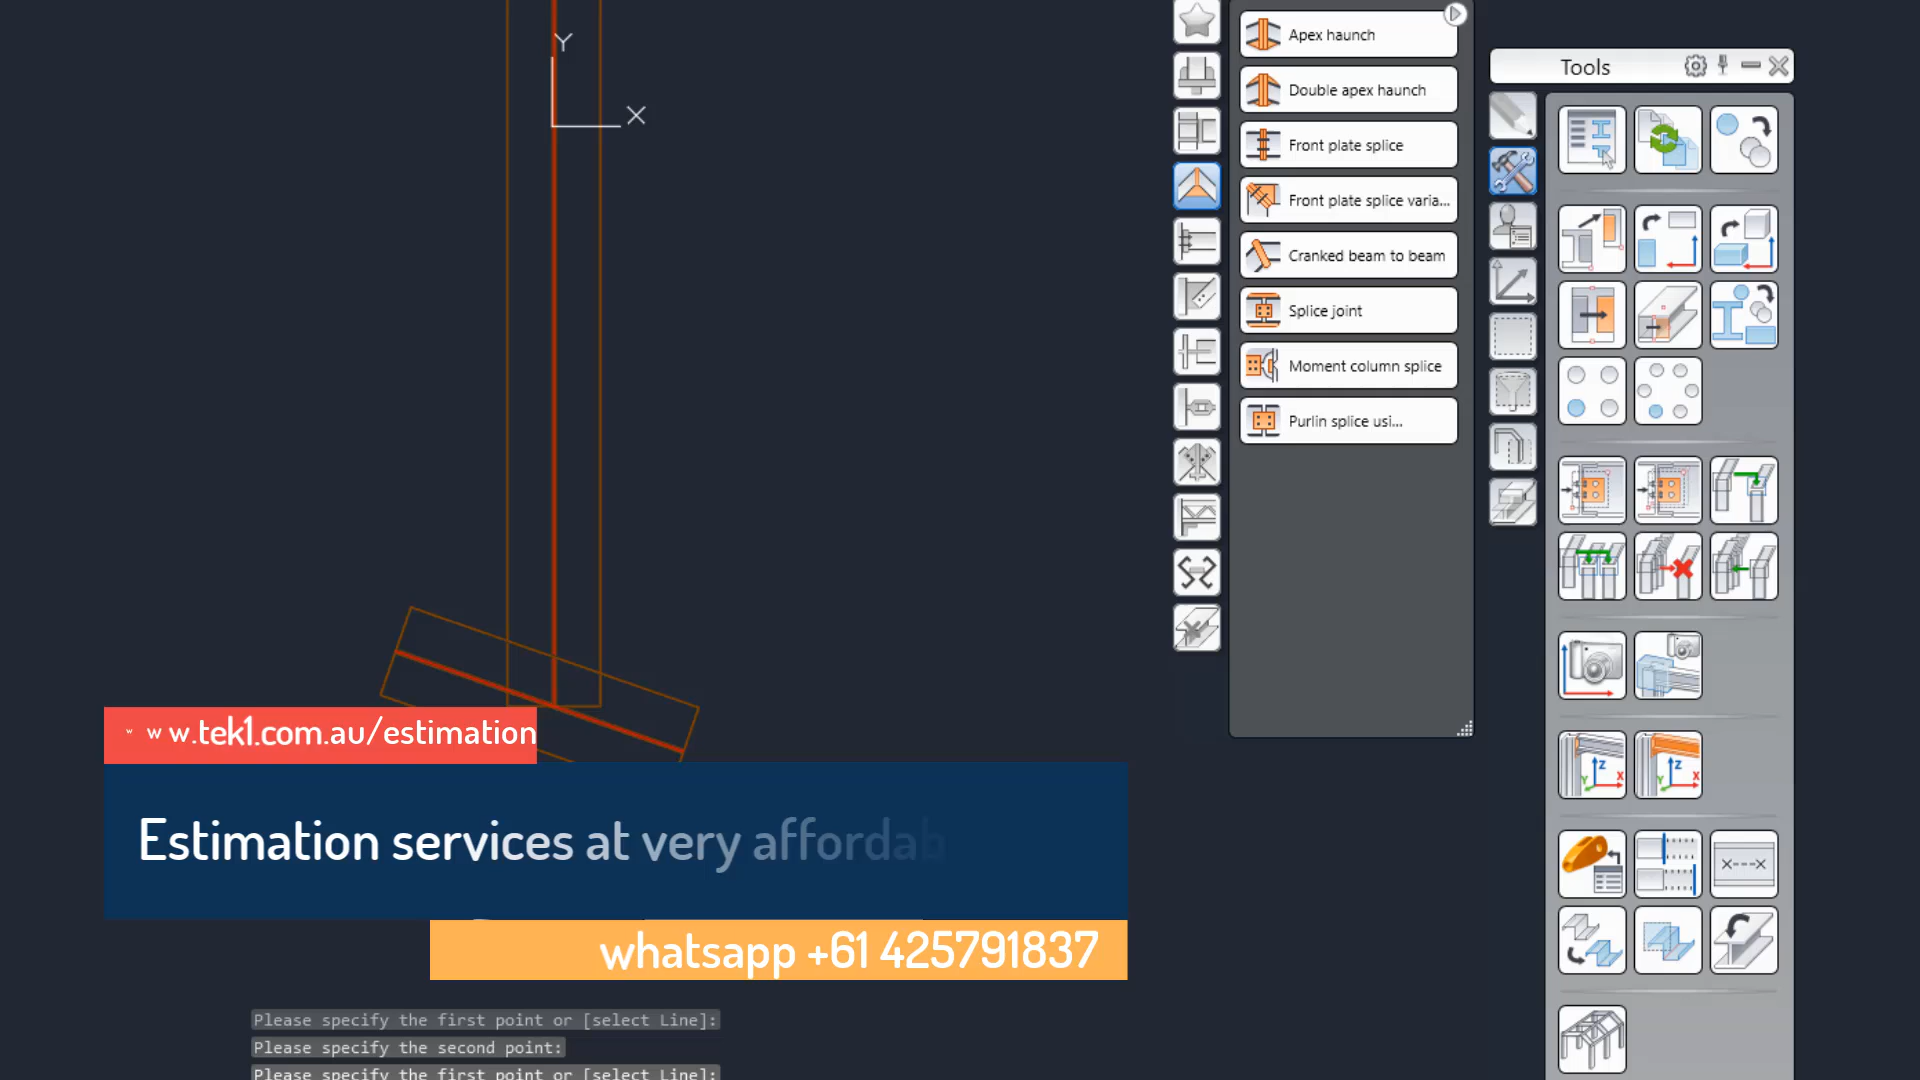 Y
X
Apex haunch
Double apex haunch
Front plate splice
Front plate splice varia...
Cranked beam to beam
Splice joint
Moment column splice
Purlin splice usi...
Tools
w w w.tek1.com.au/estimation
Estimation services at very affordab
whatsapp +61 425791837
Please specify the first point or [select Line]:
Please specify the second point:
Please specify the first point or [select Line]:
Z
Y X
Z
Y X
x---x